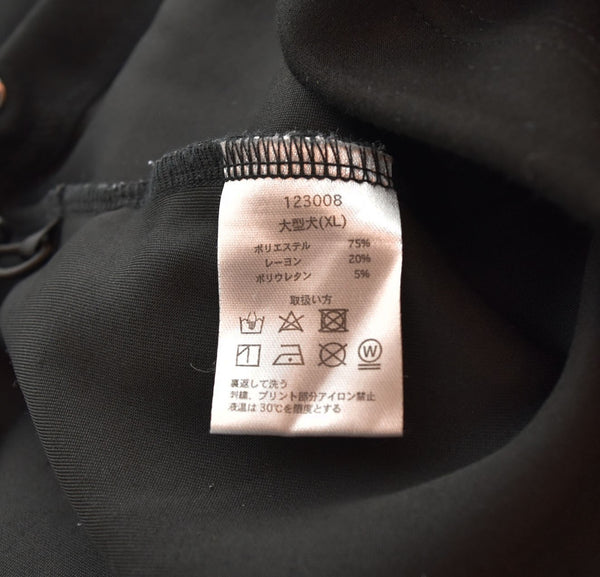 123008
大型犬(XL)
ポリエステル 75%
レーヨン 20%
ポリウレタン 5%
取扱い方
W
裏返して洗う
刺繍、プリント部分アイロン禁止
液温は30℃を限度とする